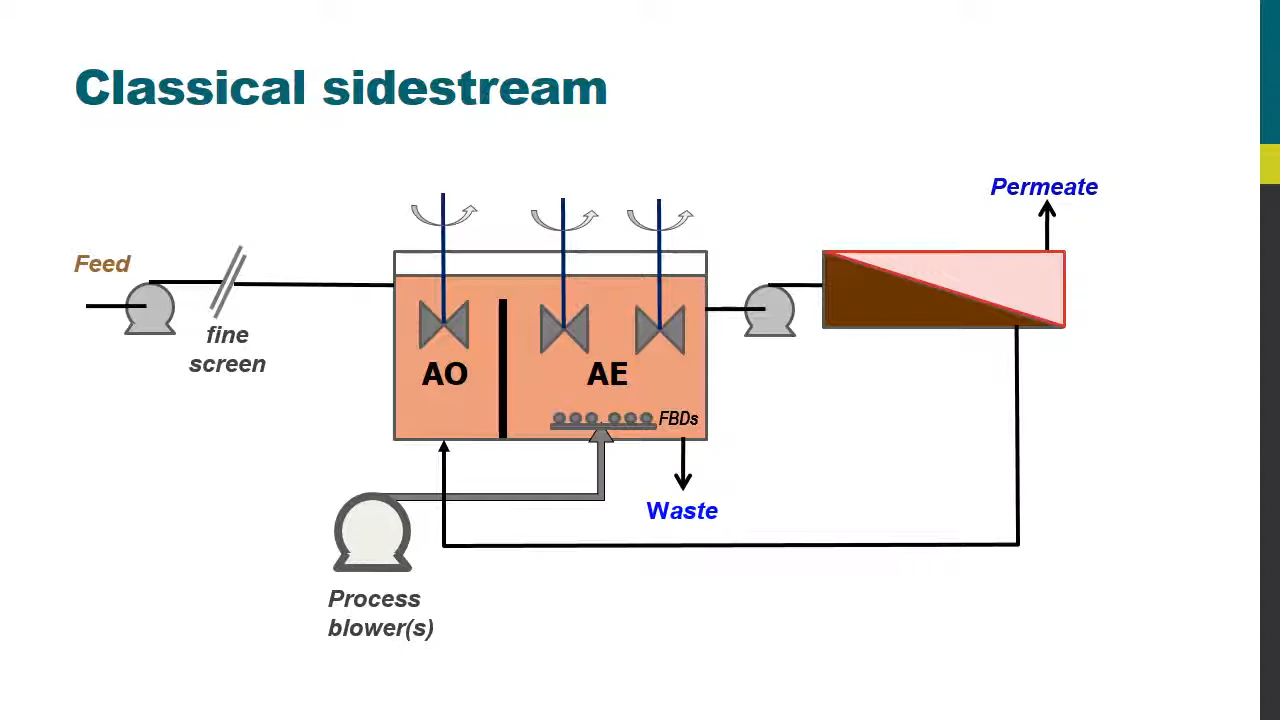 Classical sidestream
Permeate
Feed
fine
screen
AO
AE
FBDs
Waste
Process
blower(s)